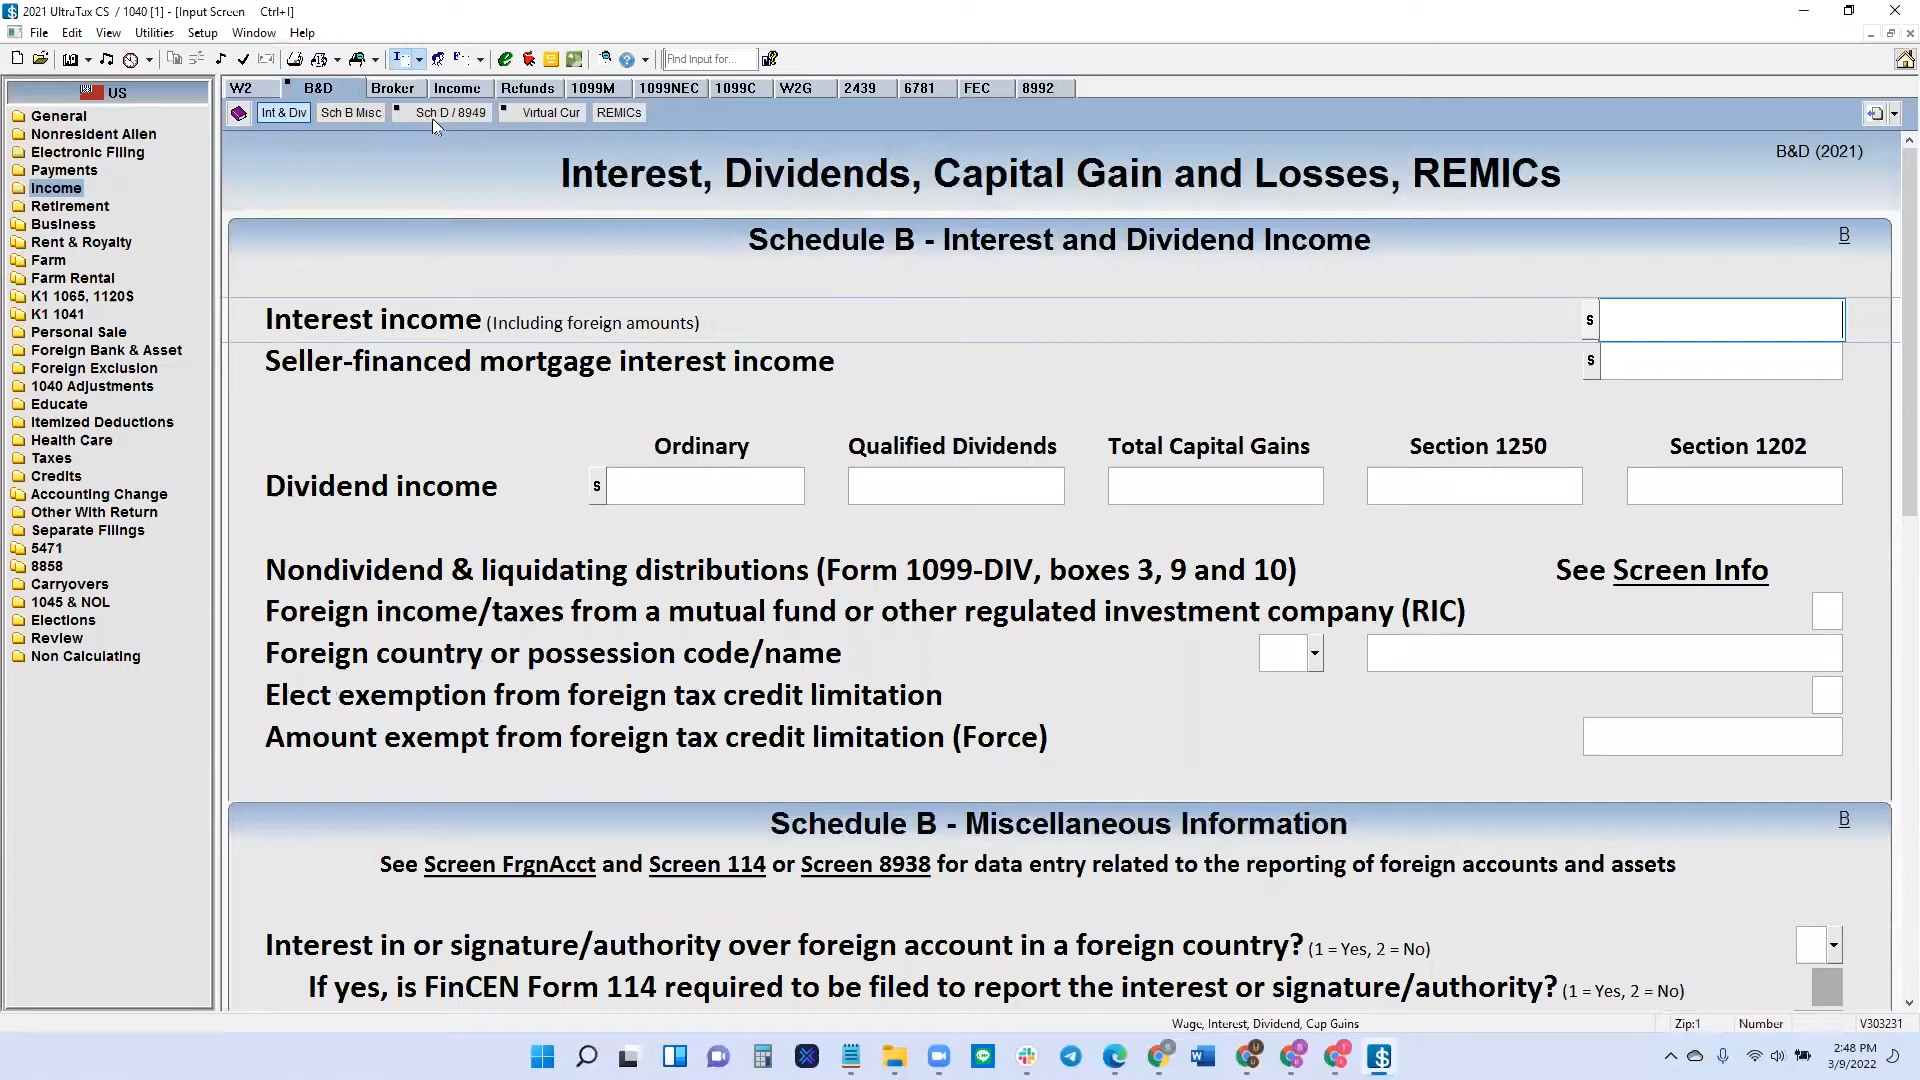 2021 UltraTax CS / 1040 [1] - [Input Screen Ctrl+I]
File Edit View Utilities Setup Window Help
Find Input for...
US
General
Nonresident Alien
Electronic Filing
Payments
Income
Retirement
Business
Rent & Royalty
Farm
Farm Rental
K1 1065, 1120S
K1 1041
Personal Sale
Foreign Bank & Asset
Foreign Exclusion
1040 Adjustments
Educate
Itemized Deductions
Health Care
Taxes
Credits
Accounting Change
Other With Return
Separate Filings
5471
8858
Carryovers
1045 & NOL
Elections
Review
Non Calculating
W2 B&D Broker Income Refunds 1099M 1099NEC 1099C W2G 2439 6781 FEC 8992
Int & Div Sch B Misc Sch D / 8949 Virtual Cur REMICs
B&D (2021)
Interest, Dividends, Capital Gain and Losses, REMICs
Schedule B - Interest and Dividend Income B
Interest income (Including foreign amounts) S
Seller-financed mortgage interest income S
Ordinary Qualified Dividends Total Capital Gains Section 1250 Section 1202
Dividend income S
Nondividend & liquidating distributions (Form 1099-DIV, boxes 3, 9 and 10) See Screen Info
Foreign income/taxes from a mutual fund or other regulated investment company (RIC)
Foreign country or possession code/name
Elect exemption from foreign tax credit limitation
Amount exempt from foreign tax credit limitation (Force)
Schedule B - Miscellaneous Information B
See Screen FrgnAcct and Screen 114 or Screen 8938 for data entry related to the reporting of foreign accounts and assets
Interest in or signature/authority over foreign account in a foreign country? (1 = Yes, 2 = No)
If yes, is FinCEN Form 114 required to be filed to report the interest or signature/authority? (1 = Yes, 2 = No)
Wage, Interest, Dividend, Cap Gains Zip:1 Number V303231
2:48 PM
3/9/2022